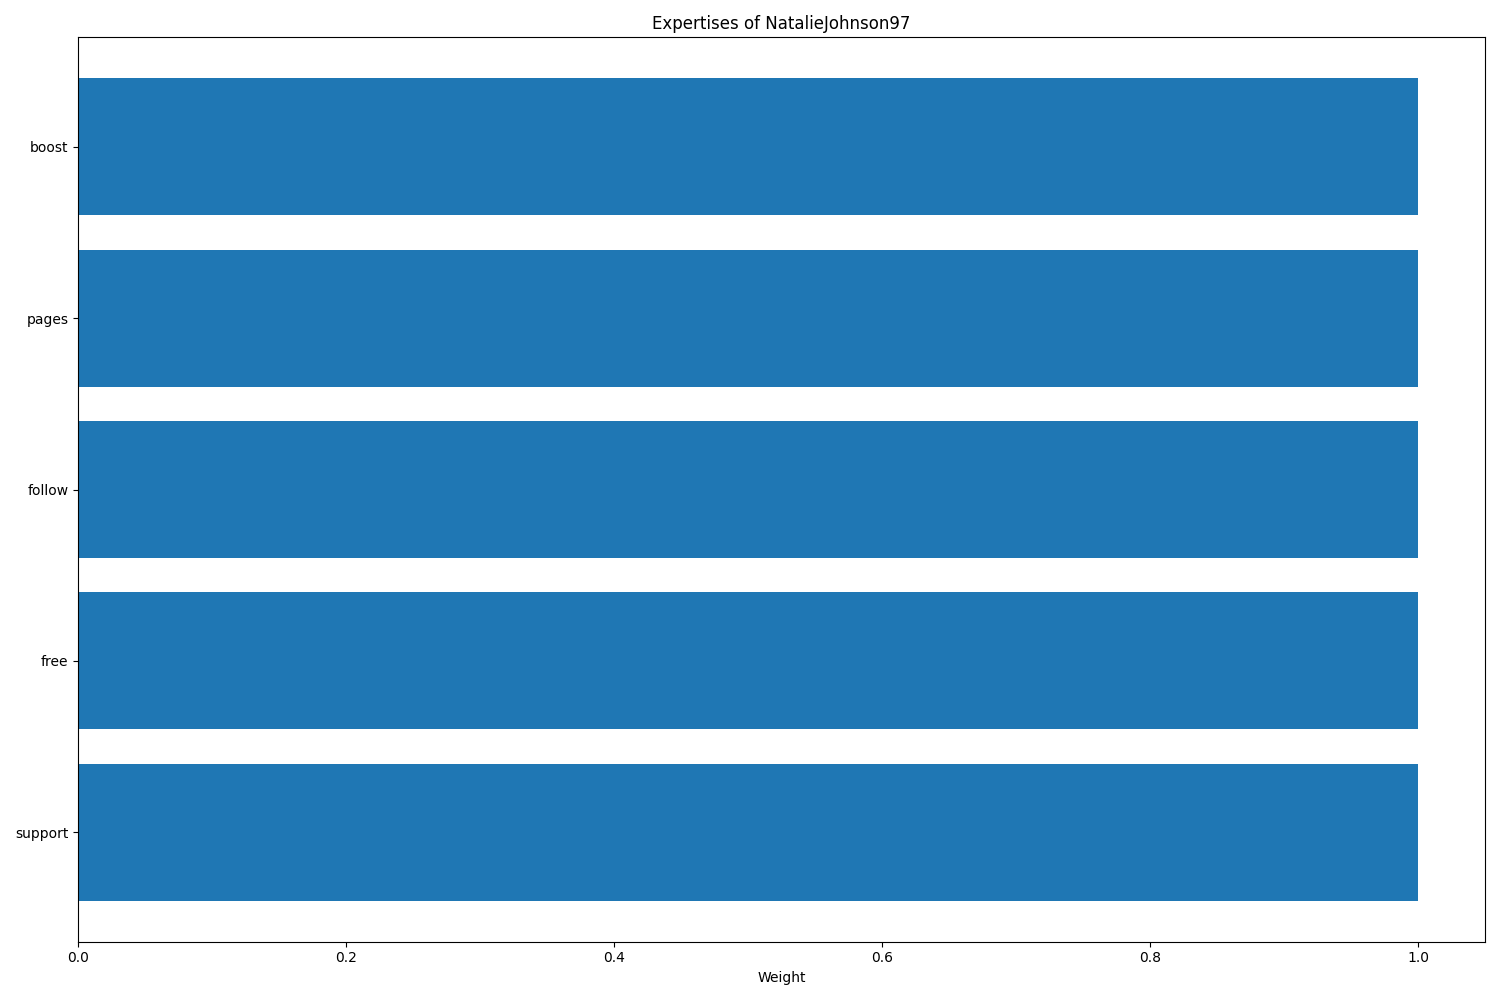 Expertises of NatalieJohnson97
boost
pages
follow
free
support
0.0 0.2 0.4 0.6 0.8 1.0
Weight